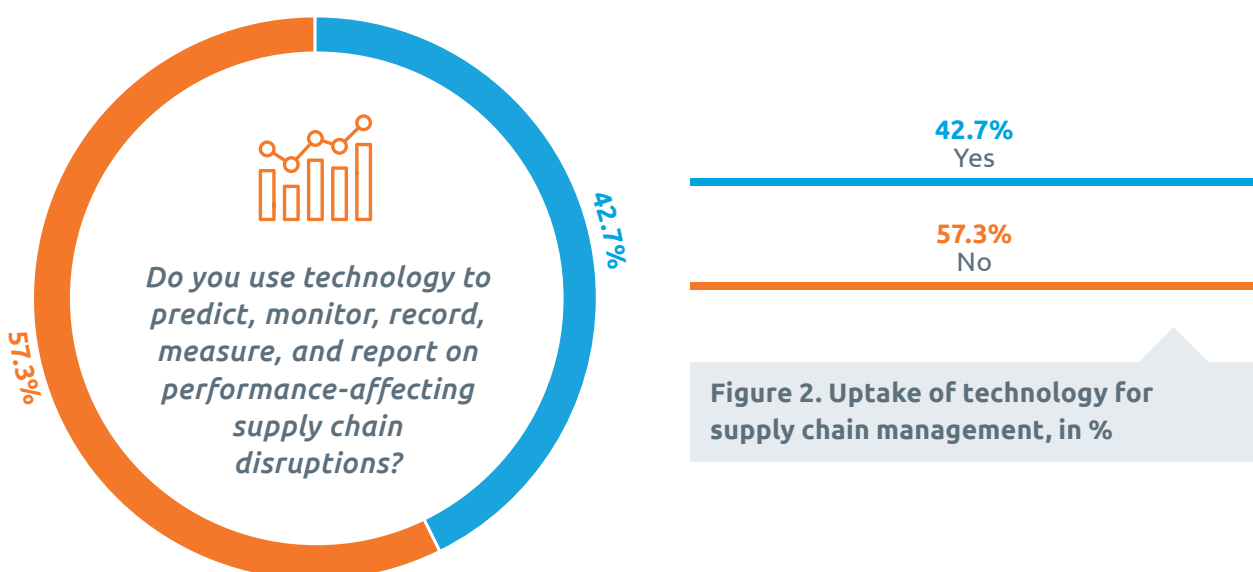 Do you use technology to
predict, monitor, record,
measure, and report on
performance-affecting
supply chain
disruptions?
42.7%
57.3%
42.7%
Yes
57.3%
No
Figure 2. Uptake of technology for
supply chain management, in %